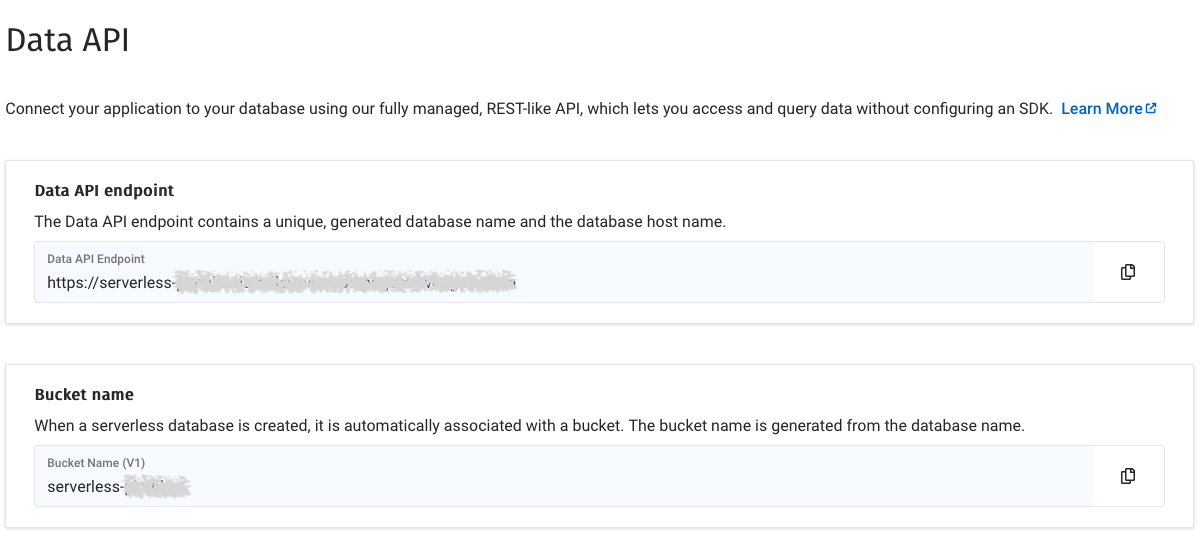 Data API
Connect your application to your database using our fully managed, REST-like API, which lets you access and query data without configuring an SDK. Learn More
Data API endpoint
The Data API endpoint contains a unique, generated database name and the database host name.
Data API Endpoint
https://serverless-
Bucket name
When a serverless database is created, it is automatically associated with a bucket. The bucket name is generated from the database name.
Bucket Name (V1)
serverless-